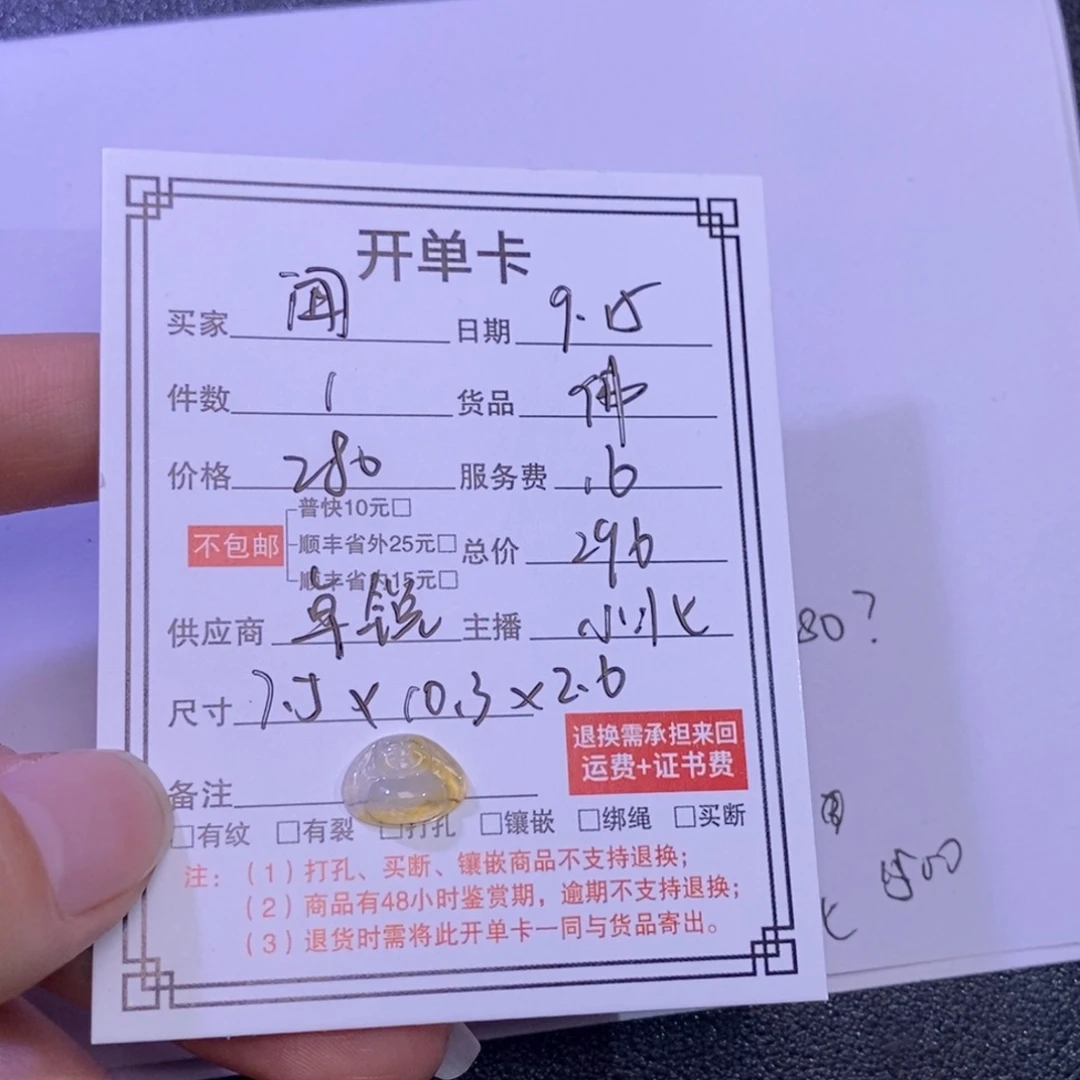 开单卡
买家 闻 日期 9.15
件数 1 货品 佛
价格 280 服务费 16
普快10元□
不包邮 顺丰省外25元□ 总价 296
顺丰省内15元□
供应商 卓锐 主播 小北
尺寸 7.5×10.3×2.6
退换需承担来回
运费+证书费
备注
□有纹 □有裂 □打孔 □镶嵌 □绑绳 □买断
注：（1）打孔、买断、镶嵌商品不支持退换；
（2）商品有48小时鉴赏期，逾期不支持退换；
（3）退货时需将此开单卡一同与货品寄出。
80?